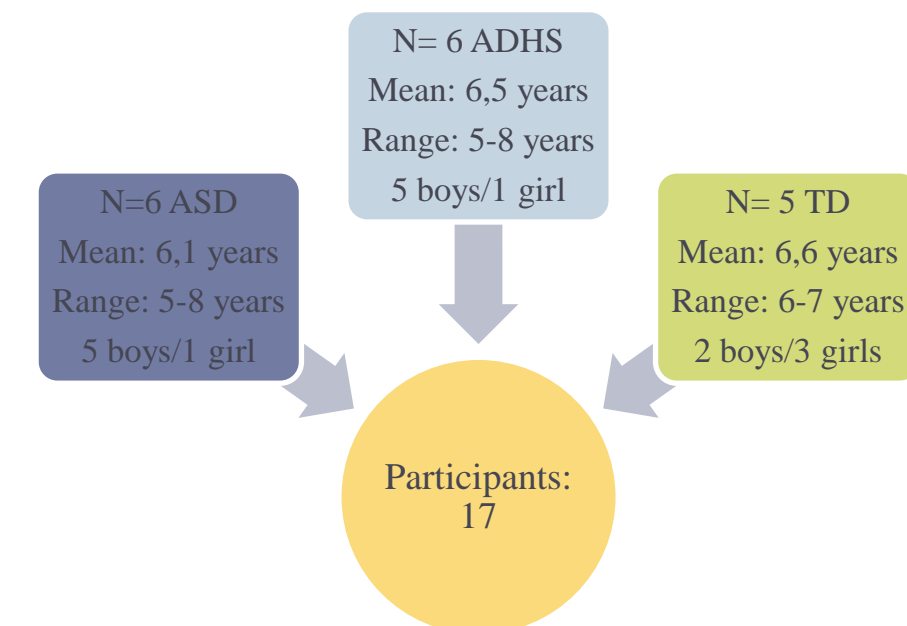 N= 6 ADHS
Mean: 6,5 years
Range: 5-8 years
5 boys/1 girl
N=6 ASD
Mean: 6,1 years
Range: 5-8 years
5 boys/1 girl
N= 5 TD
Mean: 6,6 years
Range: 6-7 years
2 boys/3 girls
Participants:
17